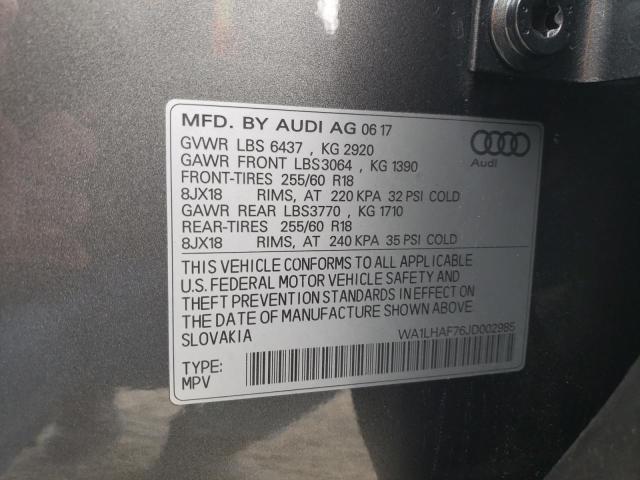 MFD. BY AUDI AG 06 17
GVWR LBS 6437 , KG 2920
GAWR FRONT LBS3064 , KG 1390
FRONT-TIRES 255/60 R18
8JX18 RIMS, AT 220 KPA 32 PSI COLD
GAWR REAR LBS3770 , KG 1710
REAR-TIRES 255/60 R18
8JX18 RIMS, AT 240 KPA 35 PSI COLD
Audi
THIS VEHICLE CONFORMS TO ALL APPLICABLE
U.S. FEDERAL MOTOR VEHICLE SAFETY AND
THEFT PREVENTION STANDARDS IN EFFECT ON
THE DATE OF MANUFACTURE SHOWN ABOVE.
SLOVAKIA
WA1LHAF76JD002985
TYPE:
MPV